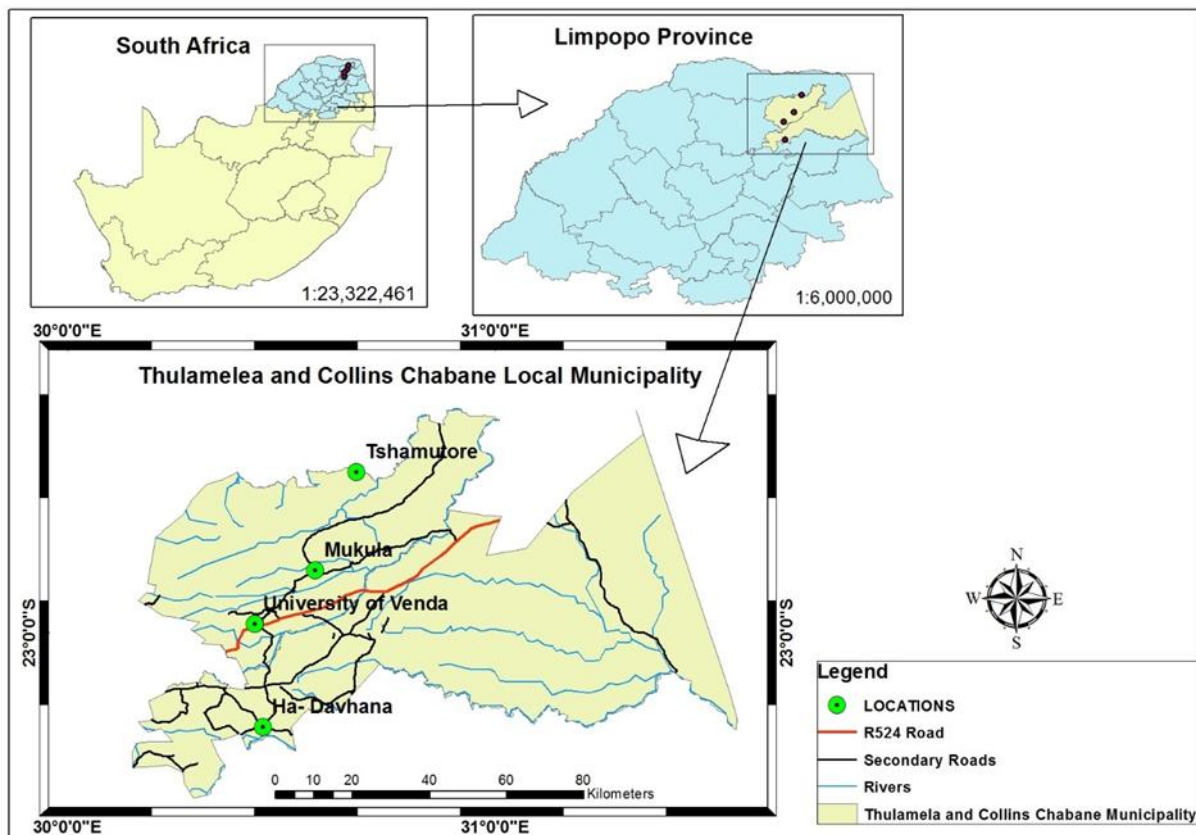 South Africa
1:23,322,461
Limpopo Province
1:6,000,000
30°0'0"E
31°0'0"E
Thulamelea and Collins Chabane Local Municipality
Tshamutore
Mukula
University of Venda
Ha- Davhana
23°0'0"S
23°0'0"S
0 10 20 40 60 80
Kilometers
30°0'0"E
31°0'0"E
N
W E
S
Legend
LOCATIONS
R524 Road
Secondary Roads
Rivers
Thulamela and Collins Chabane Municipality